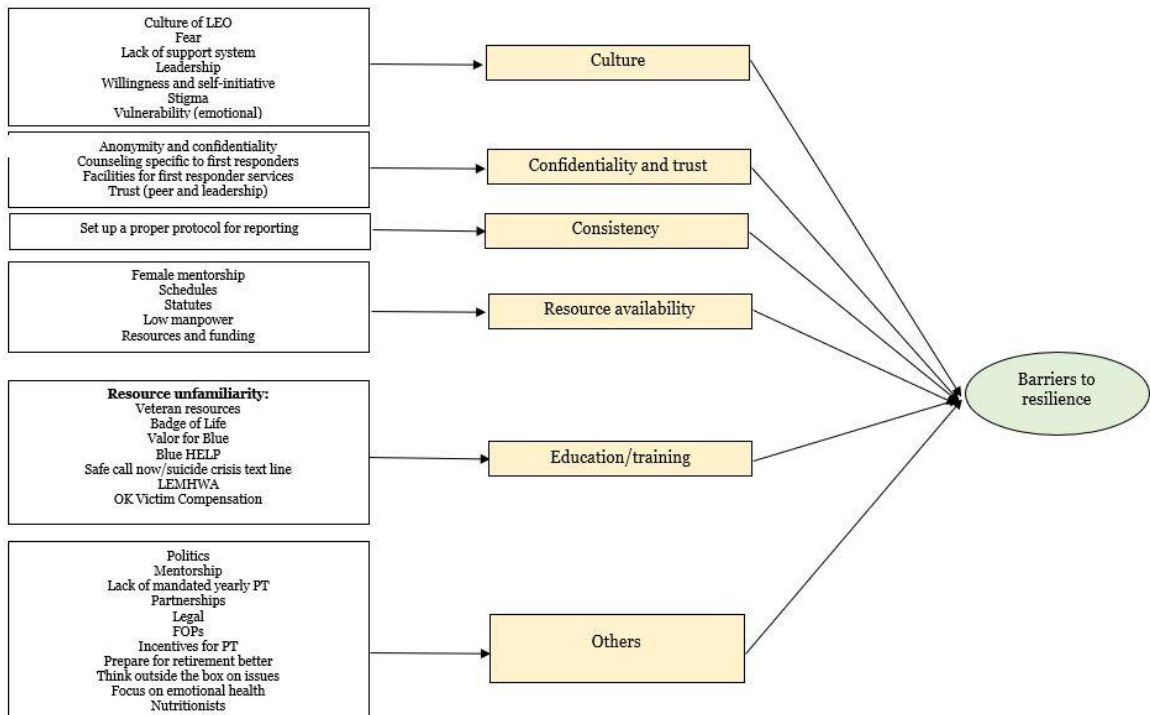 Culture of LEO
Fear
Lack of support system
Leadership
Willingness and self-initiative
Stigma
Vulnerability (emotional)
Culture
Anonymity and confidentiality
Counseling specific to first responders
Facilities for first responder services
Trust (peer and leadership)
Confidentiality and trust
Set up a proper protocol for reporting
Consistency
Female mentorship
Schedules
Statutes
Low manpower
Resources and funding
Resource availability
Resource unfamiliarity:
Veteran resources
Badge of Life
Valor for Blue
Blue HELP
Safe call now/suicide crisis text line
LEMHWA
OK Victim Compensation
Education/training
Politics
Mentorship
Lack of mandated yearly PT
Partnerships
Legal
FOPs
Incentives for PT
Prepare for retirement better
Think outside the box on issues
Focus on emotional health
Nutritionists
Others
Barriers to
resilience